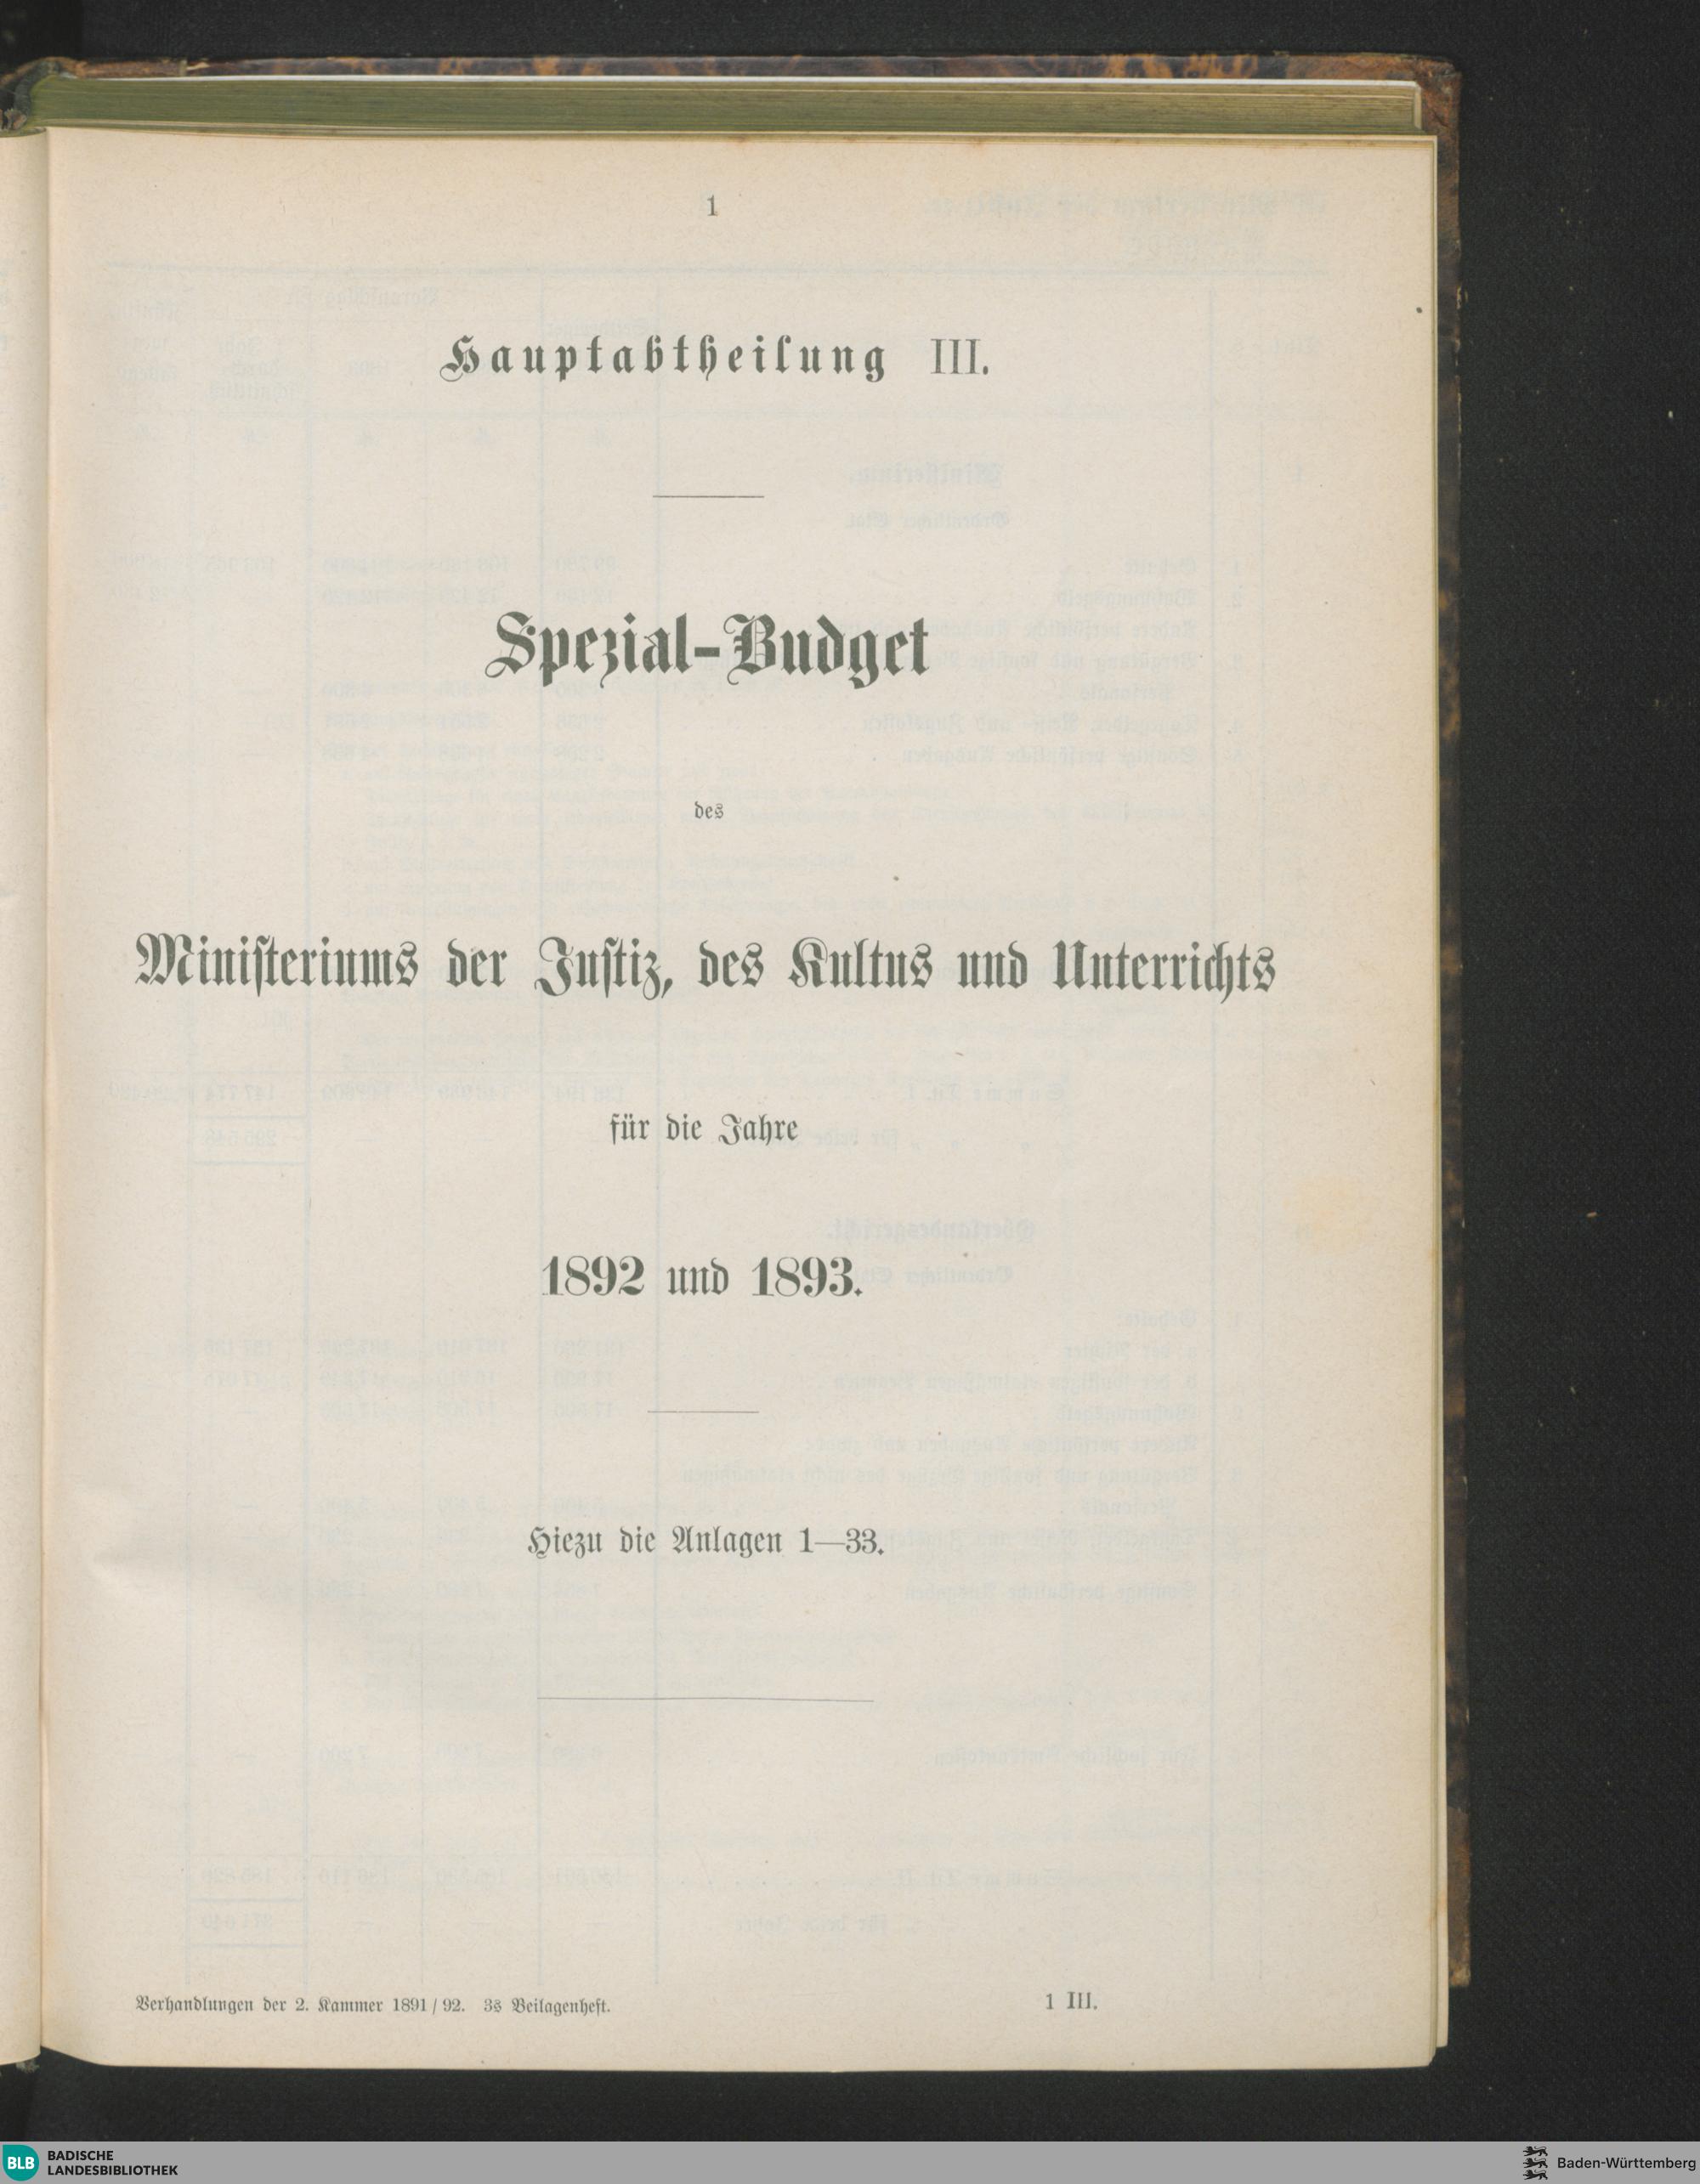 1
Hauptabtheilung III.
Spezial-Budget
des
Ministeriums der Justiz, des Kultus und Unterrichts
für die Jahre
1892 und 1893.
Hiezu die Anlagen 1—33.
Verhandlungen der 2. Kammer 1891/92. 3s Beilagenheft.
1 III.
BLB BADISCHE
LANDESBIBLIOTHEK
Baden-Württemberg